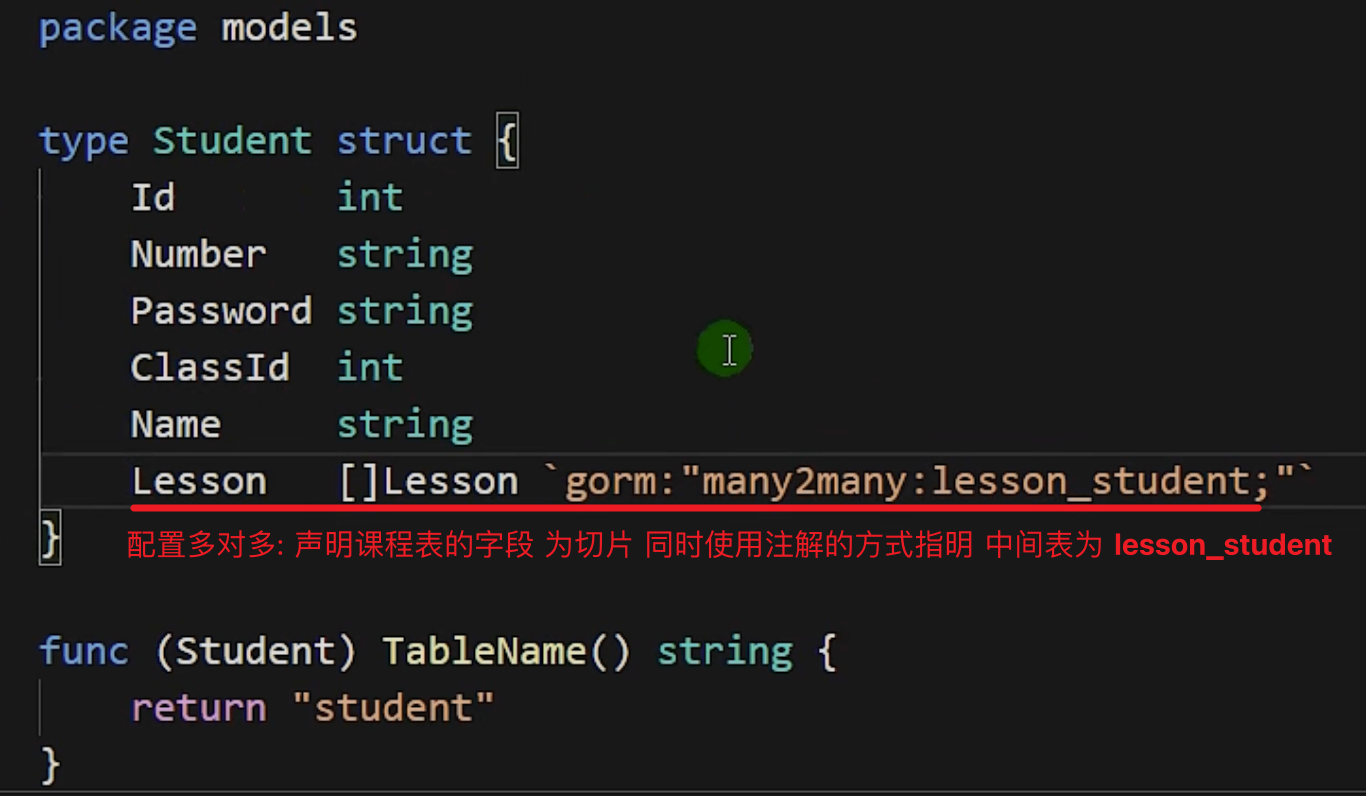 package models
type Student struct {
Id int
Number string
Password string
ClassId int
Name string
Lesson []Lesson `gorm:"many2many:lesson_student;"`
}
配置多对多: 声明课程表的字段 为切片 同时使用注解的方式指明 中间表为 lesson_student
func (Student) TableName() string {
return "student"
}